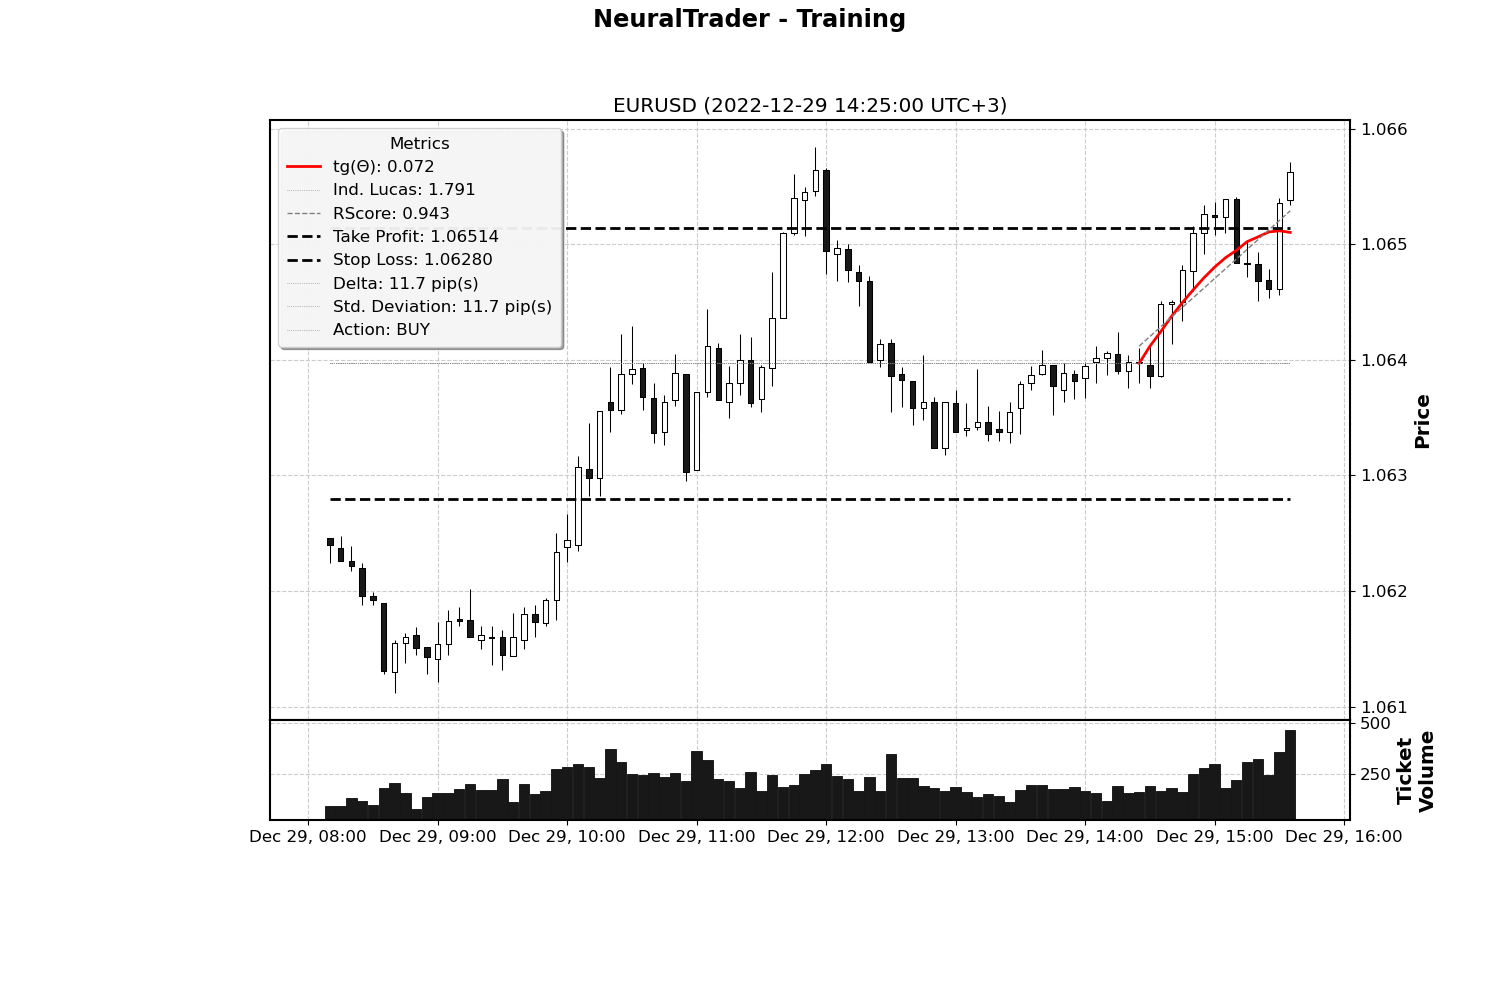 NeuralTrader - Training
EURUSD (2022-12-29 14:25:00 UTC+3)
Metrics
tg(Θ): 0.072
Ind. Lucas: 1.791
RScore: 0.943
Take Profit: 1.06514
Stop Loss: 1.06280
Delta: 11.7 pip(s)
Std. Deviation: 11.7 pip(s)
Action: BUY
1.066
1.065
1.064
1.063
1.062
1.061
Price
500
250
Ticket
Volume
Dec 29, 08:00
Dec 29, 09:00
Dec 29, 10:00
Dec 29, 11:00
Dec 29, 12:00
Dec 29, 13:00
Dec 29, 14:00
Dec 29, 15:00
Dec 29, 16:00